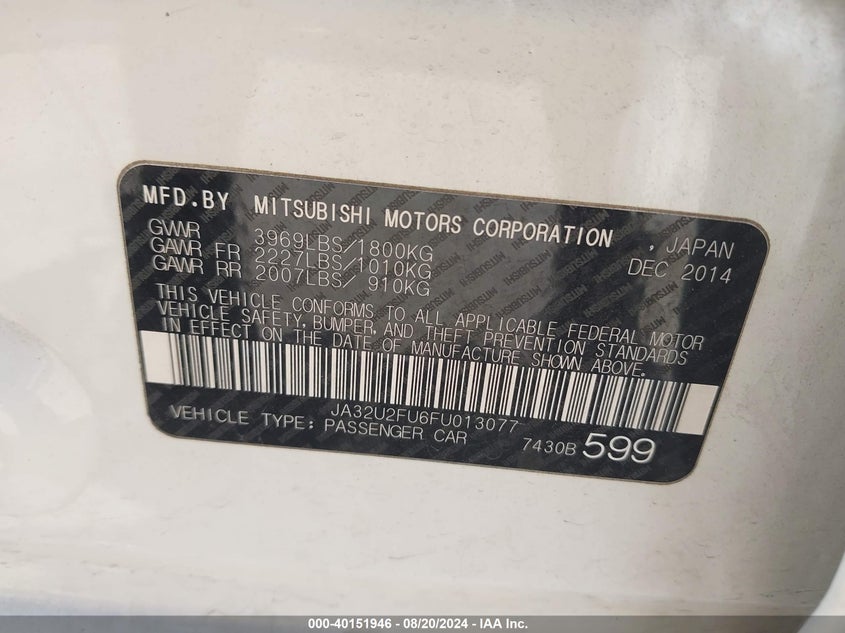 MFD.BY MITSUBISHI MOTORS CORPORATION , JAPAN
GVWR 3969LBS/1800KG DEC 2014
GAWR FR 2227LBS/1010KG
GAWR RR 2007LBS/ 910KG
THIS VEHICLE CONFORMS TO ALL APPLICABLE FEDERAL MOTOR
VEHICLE SAFETY, BUMPER, AND THEFT PREVENTION STANDARDS
IN EFFECT ON THE DATE OF MANUFACTURE SHOWN ABOVE.
JA32U2FU6FU013077
VEHICLE TYPE: PASSENGER CAR 7430B 599
000-40151946 - 08/20/2024 - IAA Inc.